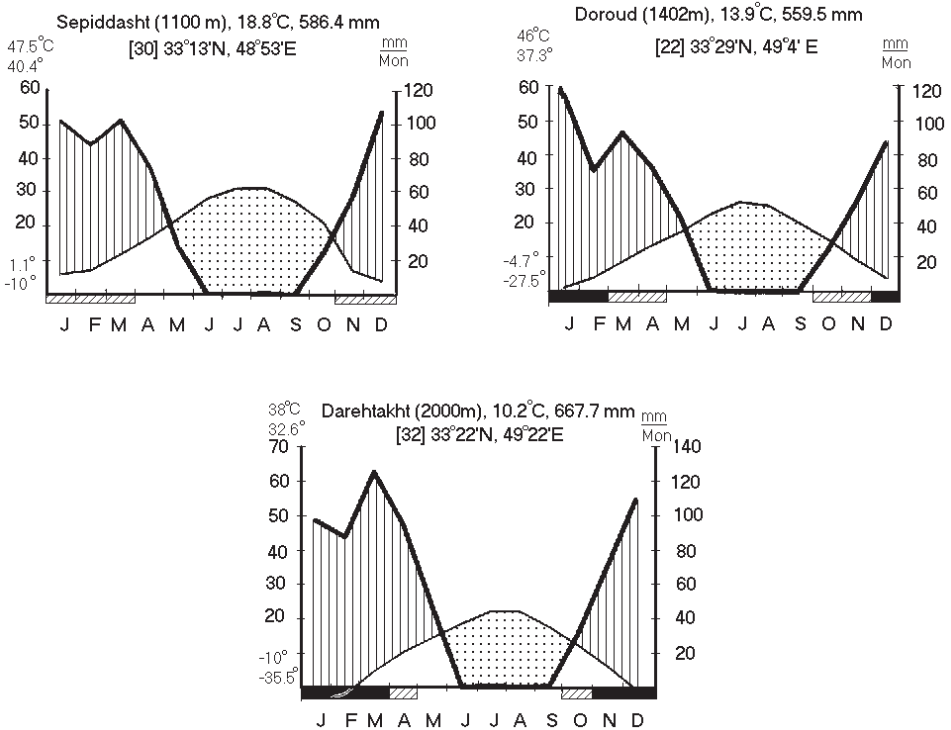 Sepiddasht (1100 m), 18.8°C, 586.4 mm
[30] 33°13'N, 48°53'E
47.5°C
40.4°
mm
Mon
60
50
40
30
20
1.1°
-10°
120
100
80
60
40
20
J F M A M J J A S O N D
Doroud (1402m), 13.9°C, 559.5 mm
[22] 33°29'N, 49°4' E
46°C
37.3°
mm
Mon
60
50
40
30
20
-4.7°
-27.5°
120
100
80
60
40
20
J F M A M J J A S O N D
Darehtakht (2000m), 10.2°C, 667.7 mm
[32] 33°22'N, 49°22'E
38°C
32.6°
mm
Mon
70
60
50
40
30
20
-10°
-35.5°
140
120
100
80
60
40
20
J F M A M J J A S O N D